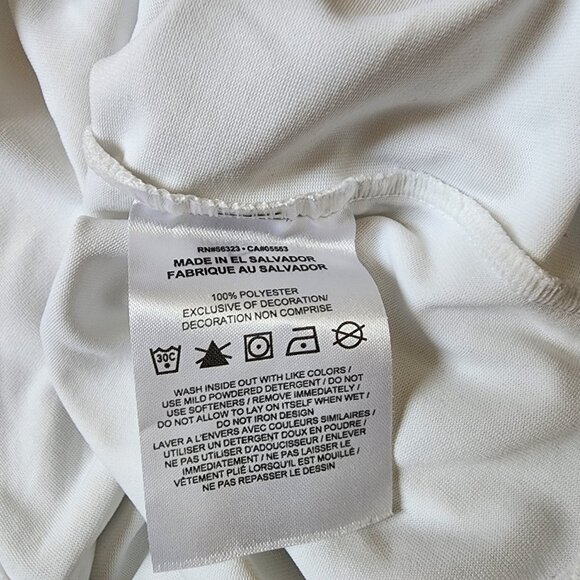 RN#56323 • CA#05553
MADE IN EL SALVADOR
FABRIQUE AU SALVADOR
100% POLYESTER
EXCLUSIVE OF DECORATION/
DECORATION NON COMPRISE
30C
WASH INSIDE OUT WITH LIKE COLORS /
USE MILD POWDERED DETERGENT / DO NOT
USE SOFTENERS / REMOVE IMMEDIATELY /
DO NOT ALLOW TO LAY ON ITSELF WHEN WET /
DO NOT IRON DESIGN
LAVER A L'ENVERS AVEC COULEURS SIMILAIRES /
UTILISER UN DETERGENT DOUX EN POUDRE /
NE PAS UTILISER D'ADOUCISSEUR / ENLEVER
IMMEDIATEMENT / NE PAS LAISSER LE
VÊTEMENT PLIÉ LORSQU'IL EST MOUILLÉ /
NE PAS REPASSER LE DESSIN